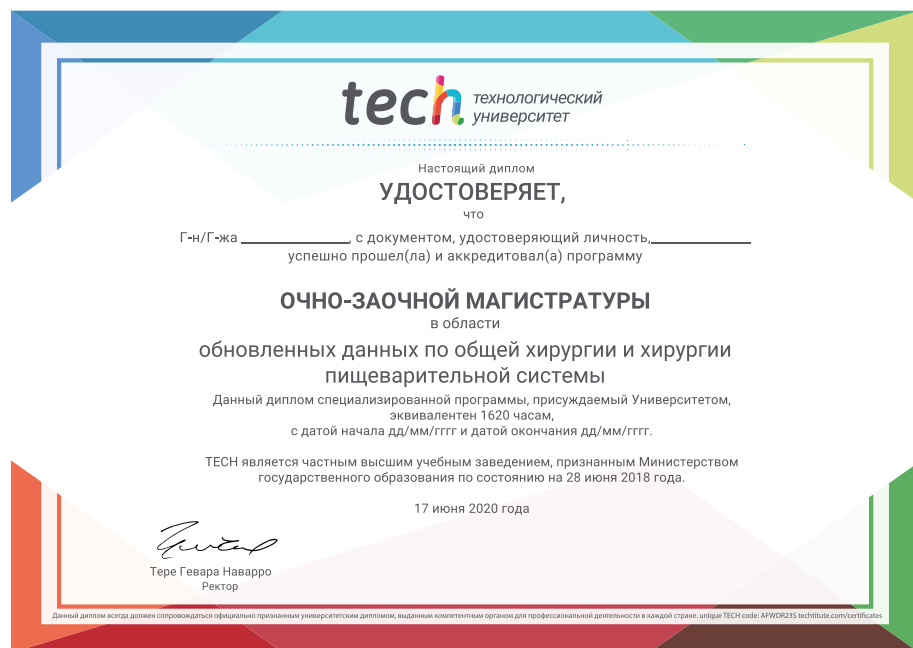 tech технологический
университет
Настоящий диплом
УДОСТОВЕРЯЕТ,
что
Г-н/Г-жа ______________, с документом, удостоверяющий личность,_____________
успешно прошел(ла) и аккредитовал(а) программу
ОЧНО-ЗАОЧНОЙ МАГИСТРАТУРЫ
в области
обновленных данных по общей хирургии и хирургии
пищеварительной системы
Данный диплом специализированной программы, присуждаемый Университетом,
эквивалентен 1620 часам,
с датой начала дд/мм/гггг и датой окончания дд/мм/гггг.
TECH является частным высшим учебным заведением, признанным Министерством
государственного образования по состоянию на 28 июня 2018 года.
17 июня 2020 года
Тере Гевара Наварро
Ректор
Данный диплом всегда должен сопровождаться официально признанным университетским дипломом, выданным компетентным органом для профессиональной деятельности в каждой стране. unique TECH code: AFWOR23S techtitute.com/certificates